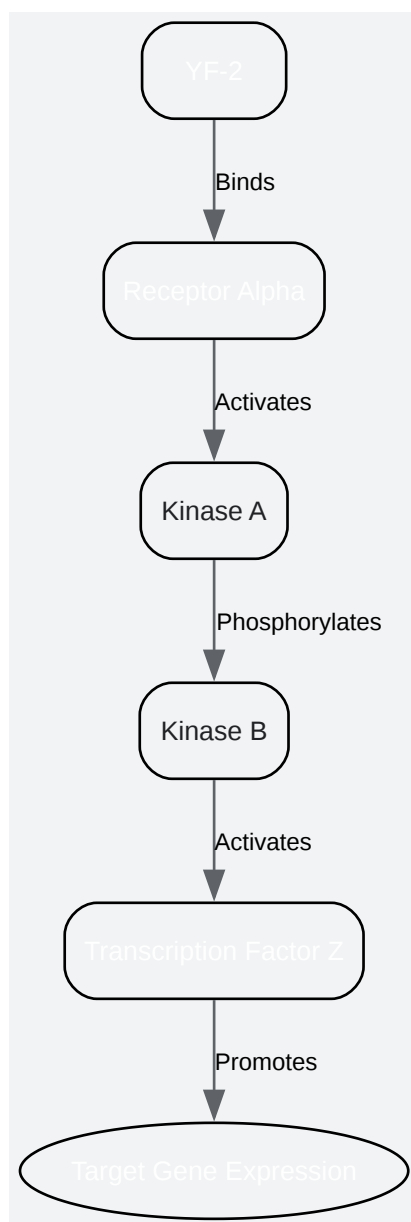 YF-2
Binds
Receptor Alpha
Activates
Kinase A
Phosphorylates
Kinase B
Activates
Transcription Factor Z
Promotes
Target Gene Expression